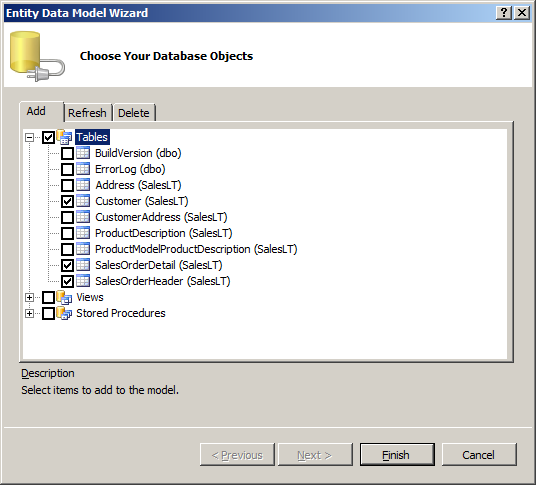 Entity Data Model Wizard
Choose Your Database Objects
Add Refresh Delete
Tables
BuildVersion (dbo)
ErrorLog (dbo)
Address (SalesLT)
Customer (SalesLT)
CustomerAddress (SalesLT)
ProductDescription (SalesLT)
ProductModelProductDescription (SalesLT)
SalesOrderDetail (SalesLT)
SalesOrderHeader (SalesLT)
Views
Stored Procedures
Description
Select items to add to the model.
< Previous Next > Finish Cancel